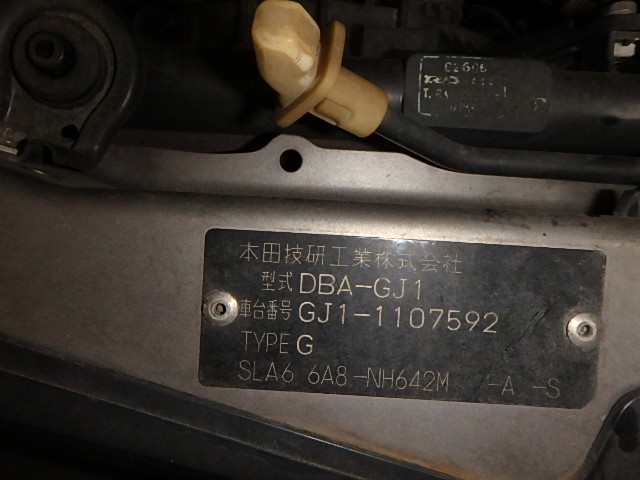 C2606
本田技研工業株式会社
型式 DBA-GJ1
車台番号 GJ1-1107592
TYPE G
SLA6 6A8-NH642M -A -S